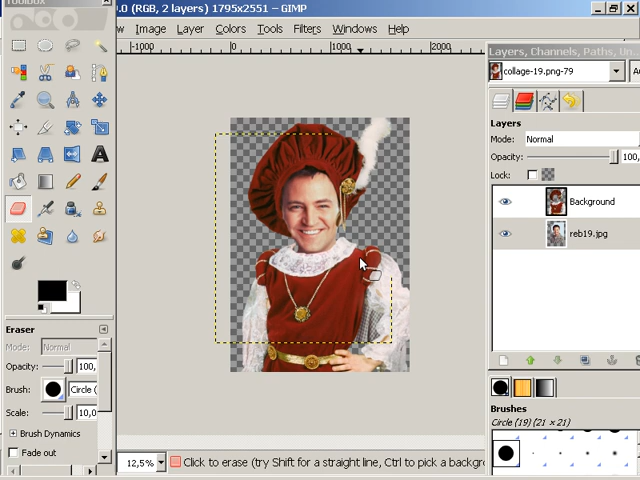 Toolbox
.0 (RGB, 2 layers) 1795x2551 – GIMP
w Image Layer Colors Tools Filters Windows Help
-1000 0 1000 2000
Layers, Channels, Paths, Un...
collage-19.png-79
Layers
Mode: Normal
Opacity: 100,
Lock:
Background
reb19.jpg
Eraser
Mode: Normal
Opacity: 100,
Brush: Circle (
Scale: 10,0
Brush Dynamics
Fade out
12,5%
Click to erase (try Shift for a straight line, Ctrl to pick a backgro
Brushes
Circle (19) (21 × 21)